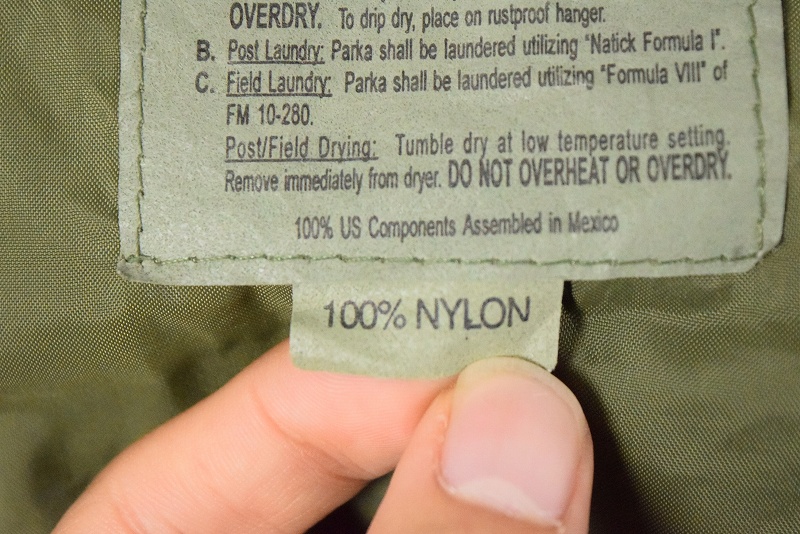 OVERDRY. To drip dry, place on rustproof hanger.
B. Post Laundry: Parka shall be laundered utilizing "Natick Formula I".
C. Field Laundry: Parka shall be laundered utilizing "Formula VIII" of
FM 10-280.
Post/Field Drying: Tumble dry at low temperature setting.
Remove immediately from dryer. DO NOT OVERHEAT OR OVERDRY.
100% US Components Assembled in Mexico
100% NYLON